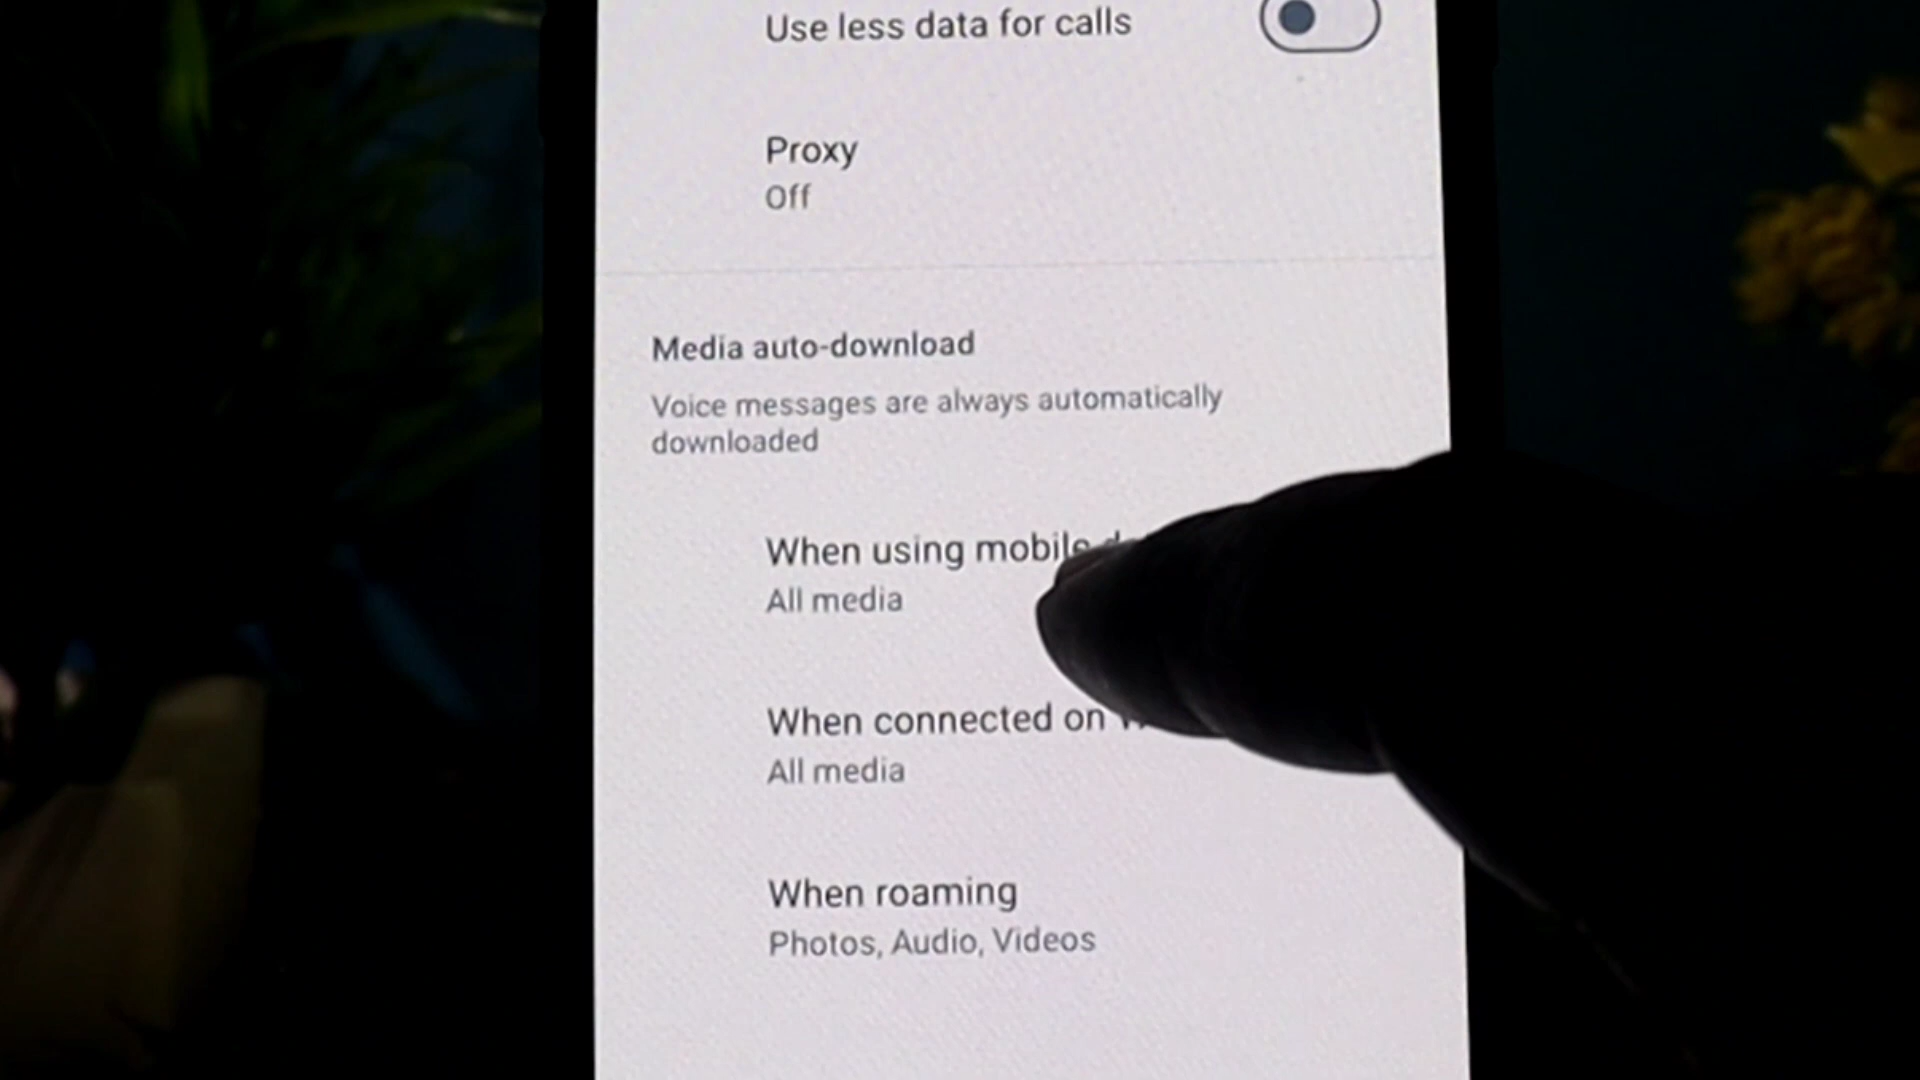 Use less data for calls
Proxy
Off
Media auto-download
Voice messages are always automatically
downloaded
When using mobile
All media
When connected on
All media
When roaming
Photos, Audio, Videos